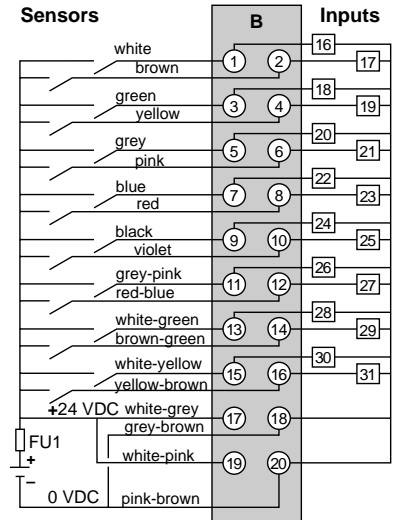 Sensors B Inputs
white 16
brown 1 2 17
green 18
yellow 3 4 19
grey 20
pink 5 6 21
blue 22
red 7 8 23
black 24
violet 9 10 25
grey-pink 26
red-blue 11 12 27
white-green 28
brown-green 13 14 29
white-yellow 30
yellow-brown 15 16 31
+24 VDC white-grey 17 18
grey-brown
FU1
+ white-pink 19 20
–
0 VDC pink-brown